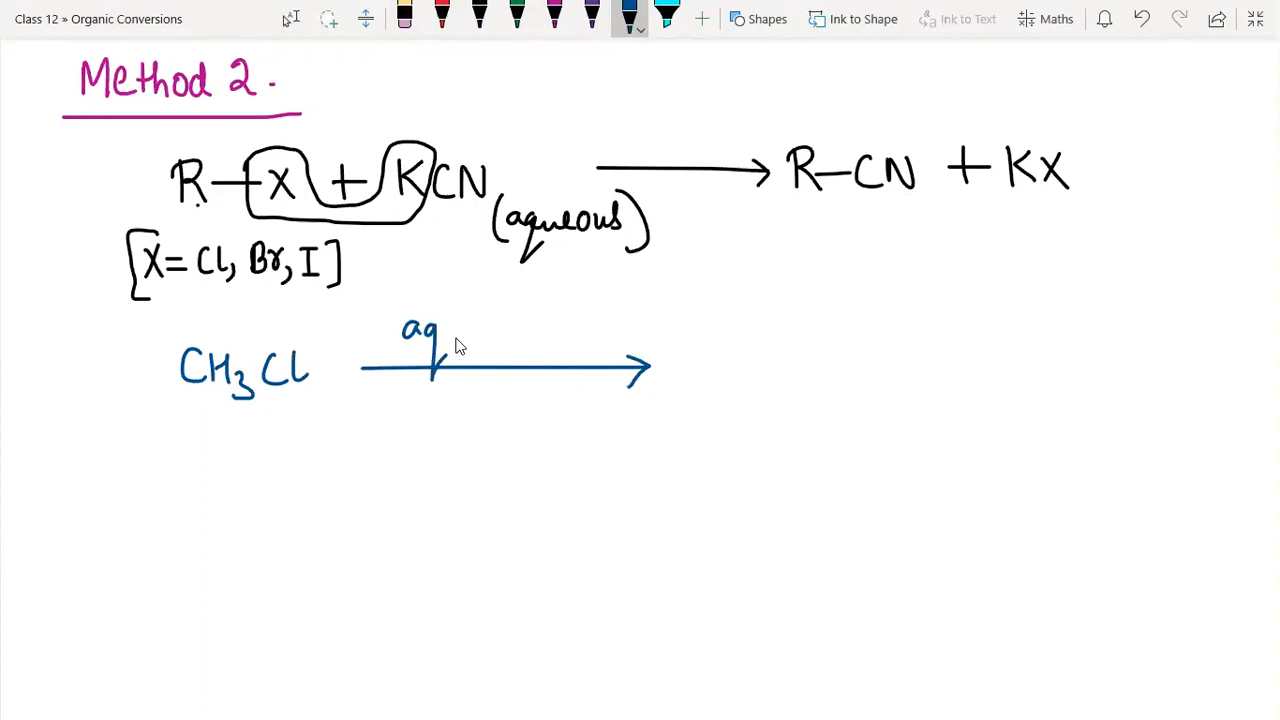 Class 12 » Organic Conversions
Shapes Ink to Shape Ink to Text Maths
Method 2.
R-X + KCN (aqueous) → R-CN + KX
[X= Cl, Br, I]
CH3Cl aq →